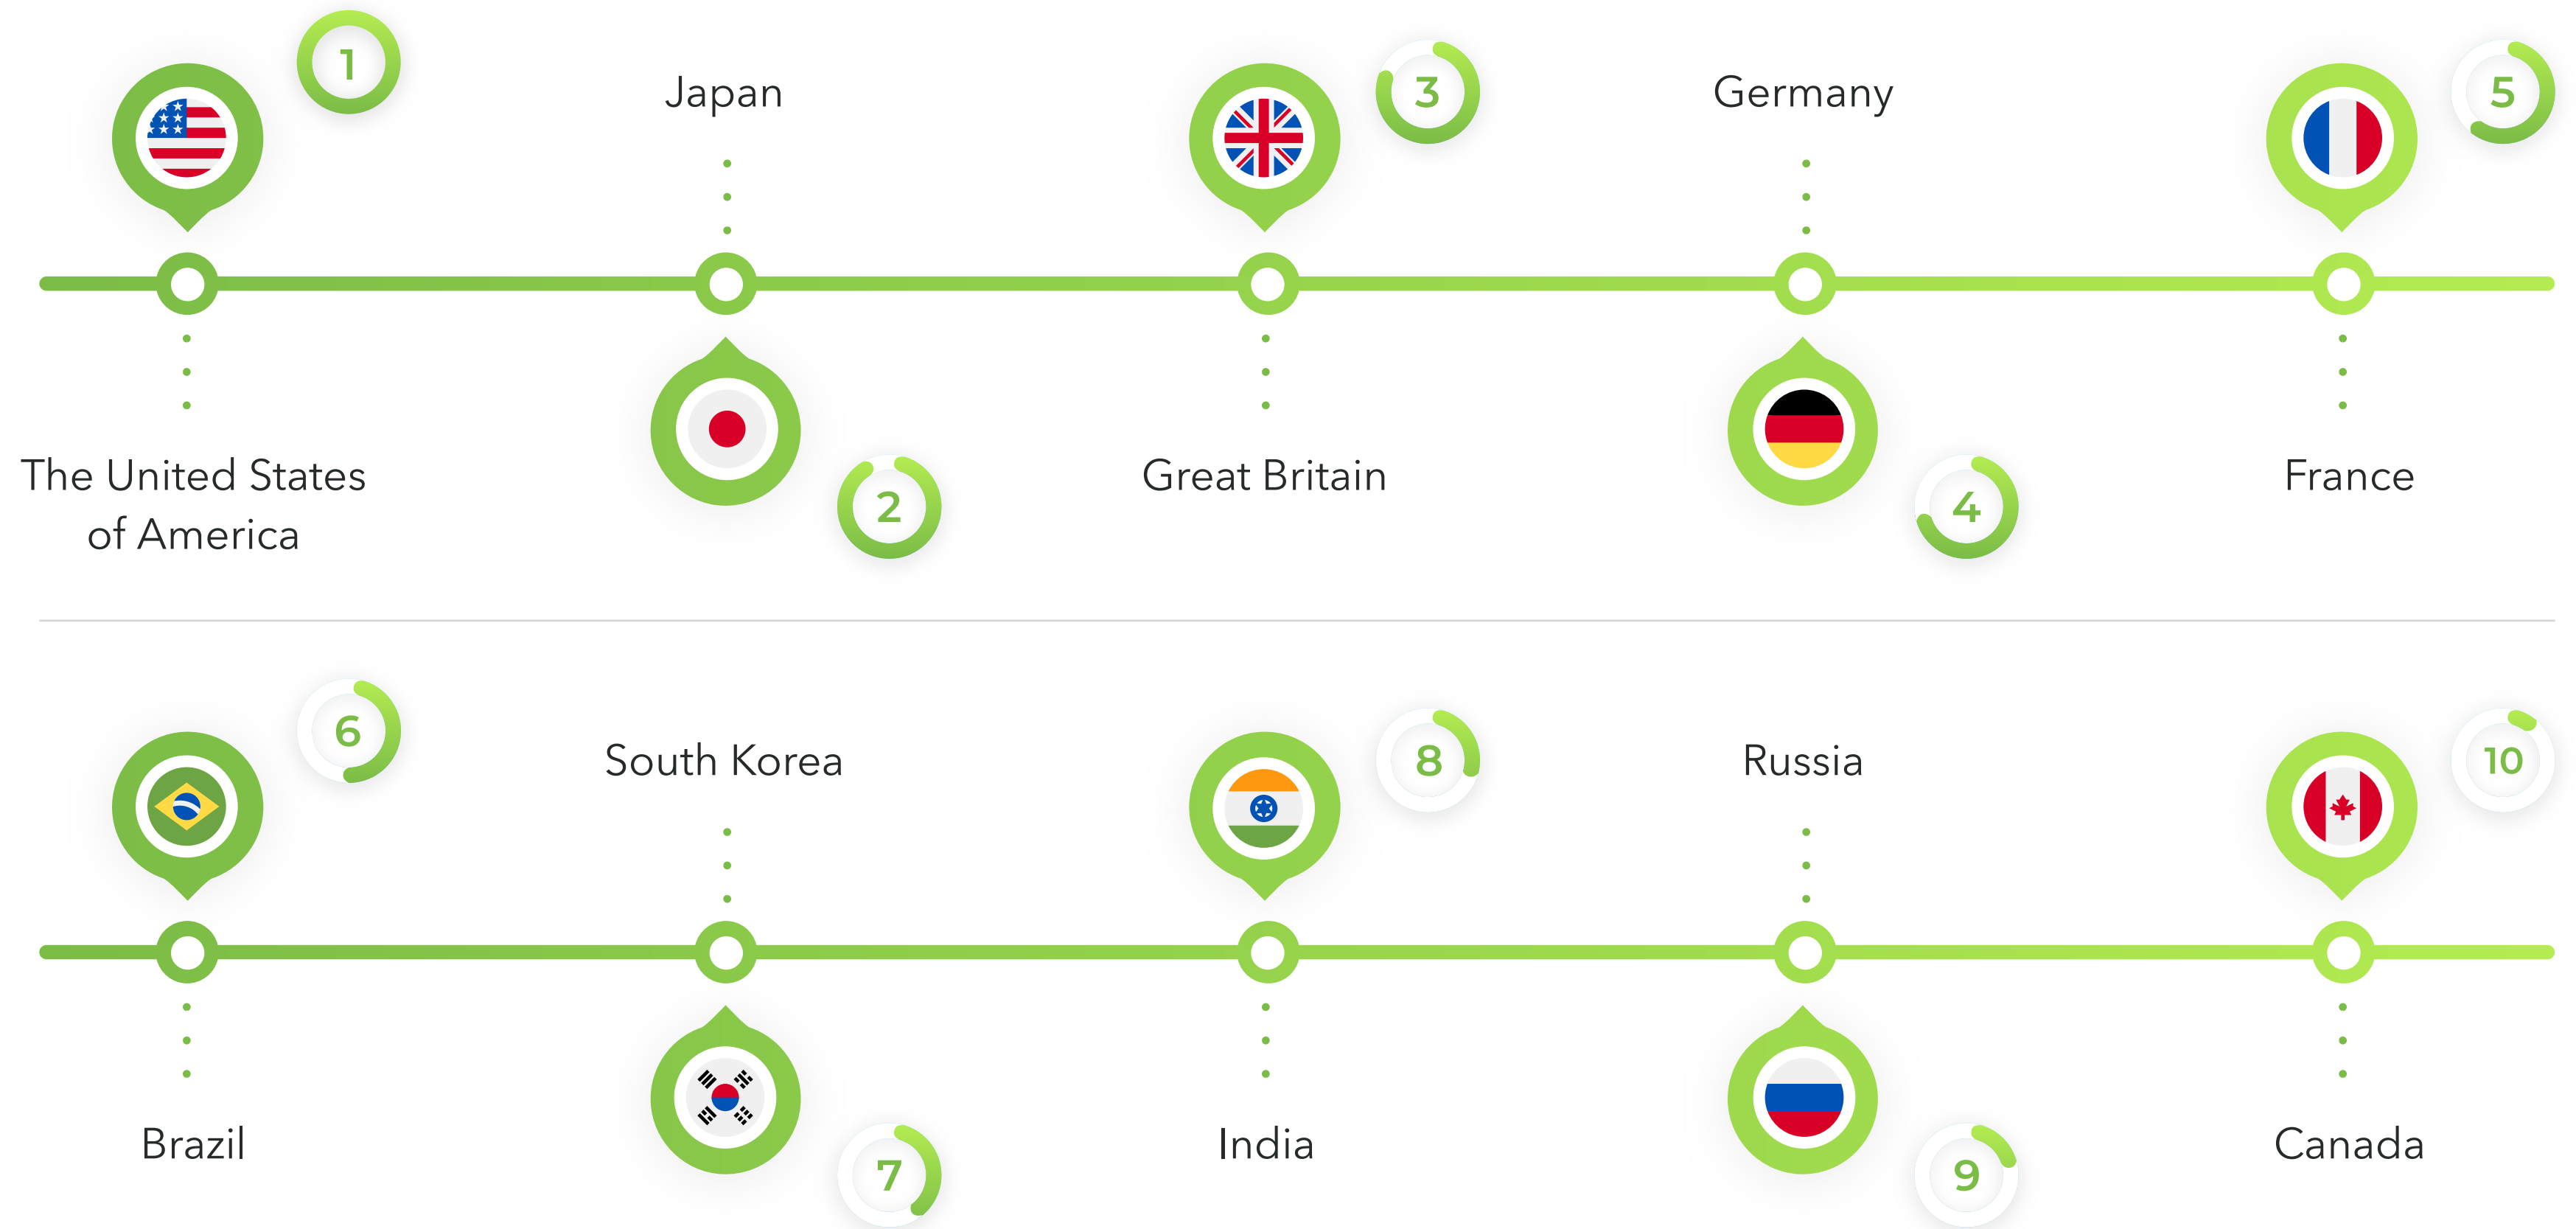 1
The United States
of America
Japan
2
3
Great Britain
Germany
4
5
France
6
Brazil
South Korea
7
8
India
Russia
9
10
Canada